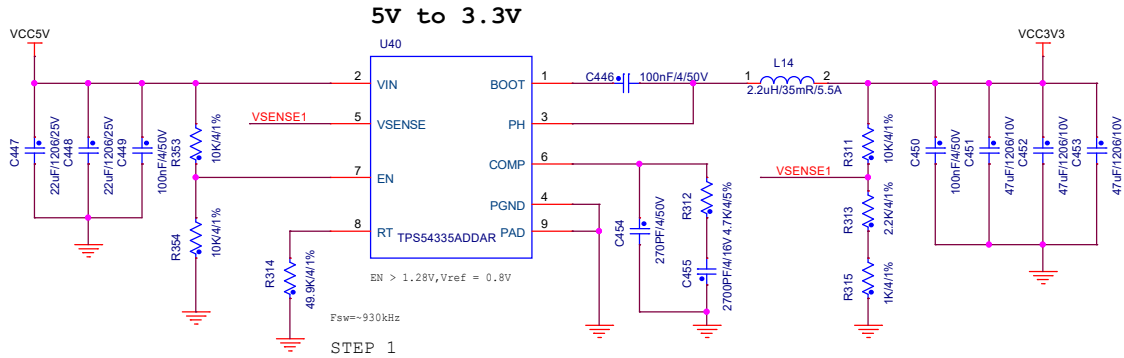 5V to 3.3V
VCC5V
VCC3V3
U40
L14
2 VIN
BOOT 1
C446 100nF/4/50V
1 2
2.2uH/35mR/5.5A
VSENSE1
5 VSENSE
PH 3
C447
22uF/1206/25V
C448
22uF/1206/25V
C449
100nF/4/50V
R353
10K/4/1%
COMP 6
R311
10K/4/1%
C450
100nF/4/50V
C451
47uF/1206/10V
C452
47uF/1206/10V
C453
47uF/1206/10V
7 EN
VSENSE1
R312
4.7K/4/5%
PGND 4
R354
10K/4/1%
C454
270PF/4/50V
R313
2.2K/4/1%
8 RT
TPS54335ADDAR
PAD 9
C455
2700PF/4/16V
R314
49.9K/4/1%
R315
1K/4/1%
EN > 1.28V,Vref = 0.8V
Fsw=~930kHz
STEP 1